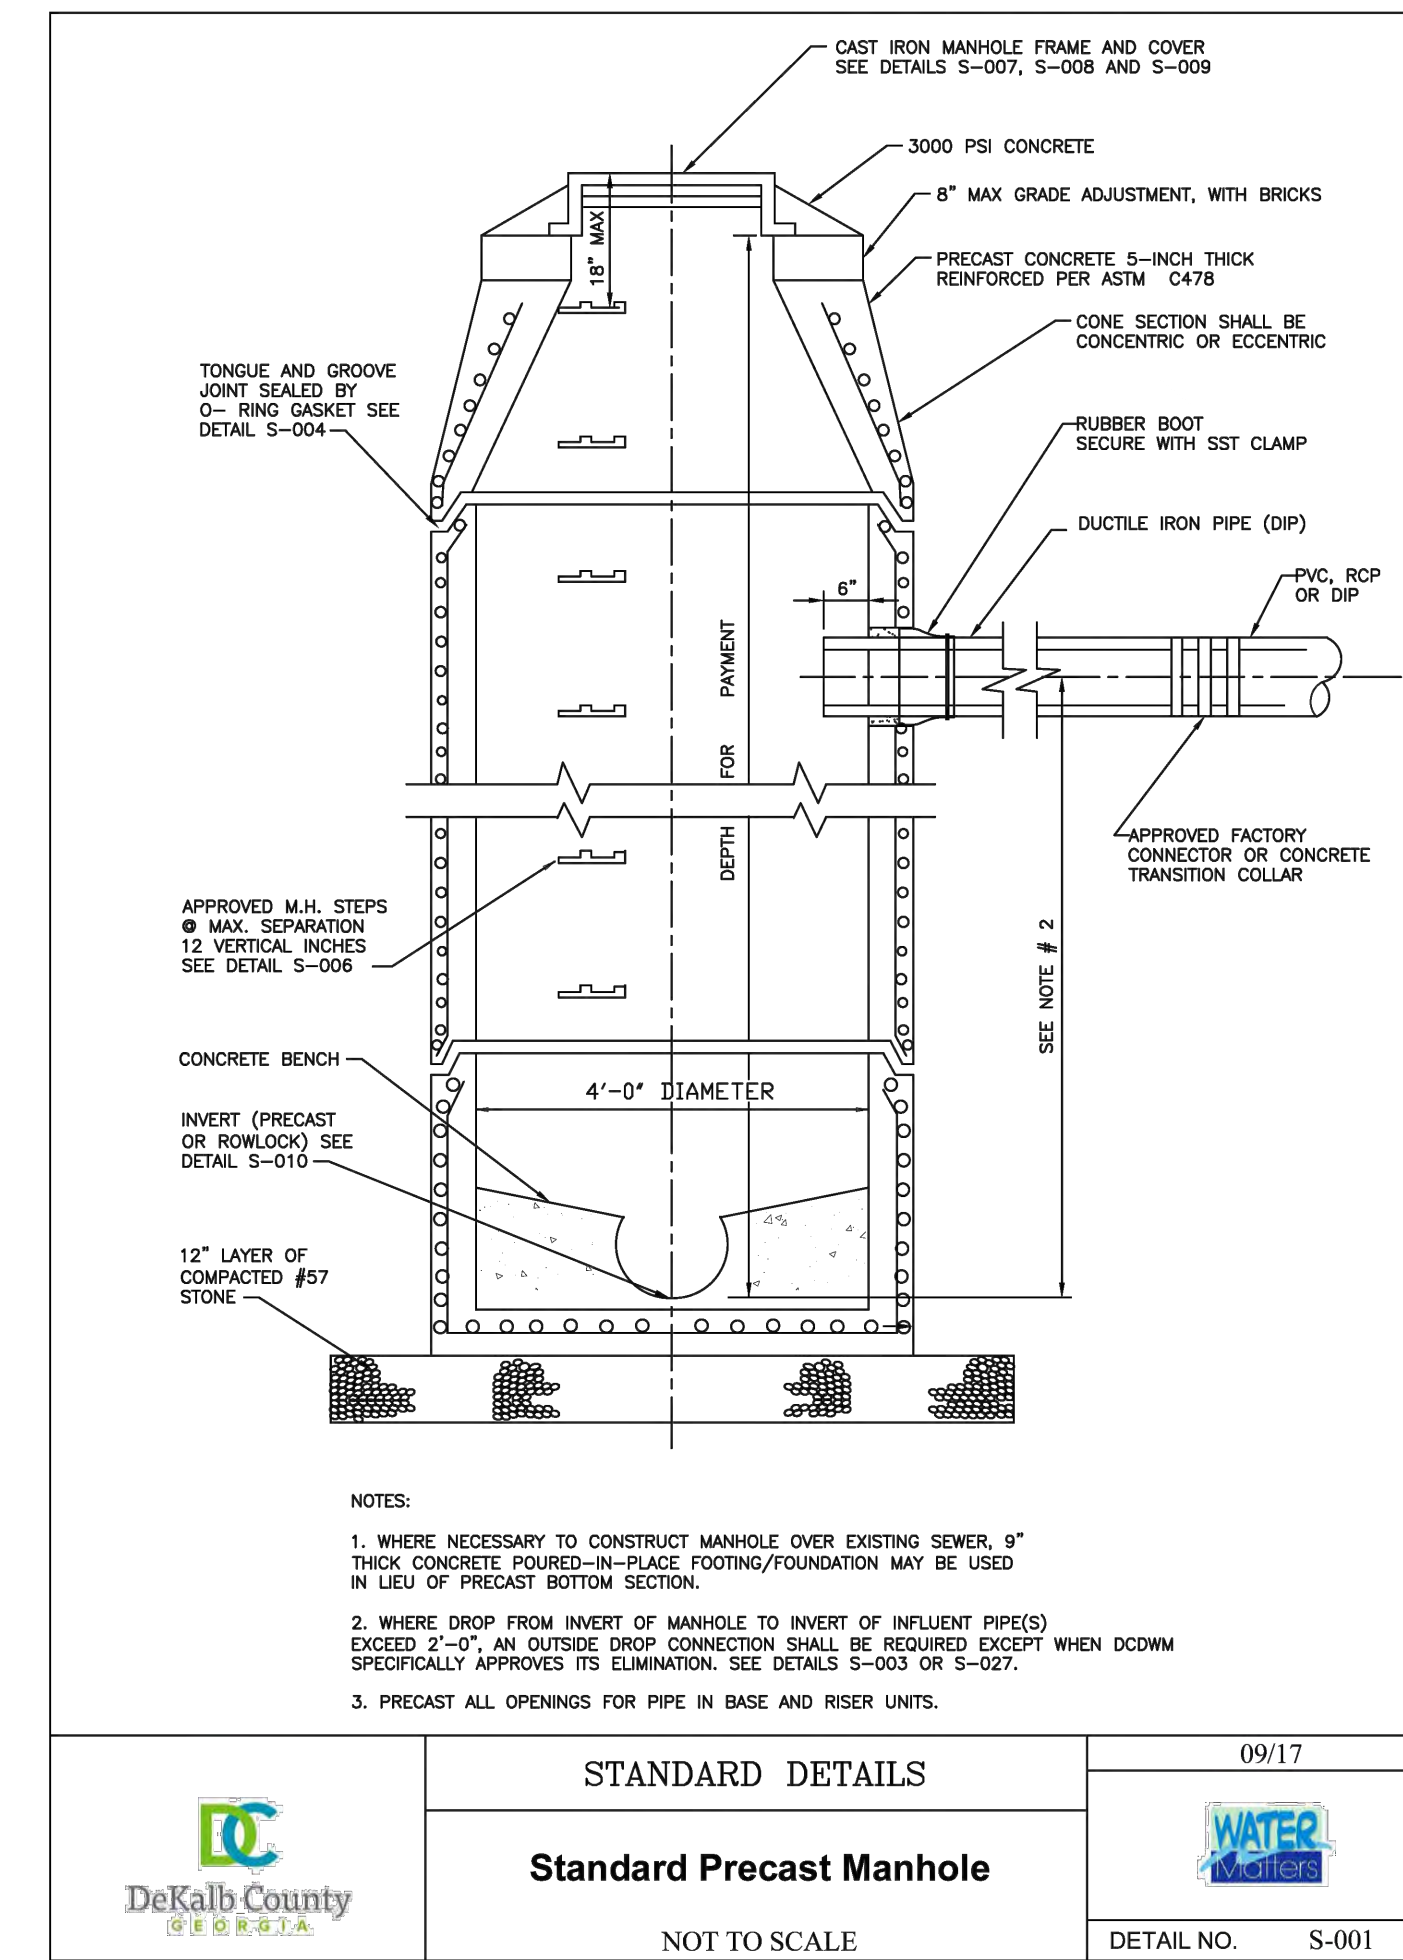 CAST IRON MANHOLE FRAME AND COVER
SEE DETAILS S-007, S-008 AND S-009
3000 PSI CONCRETE
8" MAX GRADE ADJUSTMENT, WITH BRICKS
18" MAX
PRECAST CONCRETE 5-INCH THICK
REINFORCED PER ASTM C478
CONE SECTION SHALL BE
CONCENTRIC OR ECCENTRIC
TONGUE AND GROOVE
JOINT SEALED BY
O- RING GASKET SEE
DETAIL S-004
RUBBER BOOT
SECURE WITH SST CLAMP
DUCTILE IRON PIPE (DIP)
6"
PVC, RCP
OR DIP
DEPTH FOR PAYMENT
APPROVED FACTORY
CONNECTOR OR CONCRETE
TRANSITION COLLAR
APPROVED M.H. STEPS
@ MAX. SEPARATION
12 VERTICAL INCHES
SEE DETAIL S-006
SEE NOTE # 2
CONCRETE BENCH
4'-0" DIAMETER
INVERT (PRECAST
OR ROWLOCK) SEE
DETAIL S-010
12" LAYER OF
COMPACTED #57
STONE
NOTES:
1. WHERE NECESSARY TO CONSTRUCT MANHOLE OVER EXISTING SEWER, 9"
THICK CONCRETE POURED-IN-PLACE FOOTING/FOUNDATION MAY BE USED
IN LIEU OF PRECAST BOTTOM SECTION.
2. WHERE DROP FROM INVERT OF MANHOLE TO INVERT OF INFLUENT PIPE(S)
EXCEED 2'-0", AN OUTSIDE DROP CONNECTION SHALL BE REQUIRED EXCEPT WHEN DCDWM
SPECIFICALLY APPROVES ITS ELIMINATION. SEE DETAILS S-003 OR S-027.
3. PRECAST ALL OPENINGS FOR PIPE IN BASE AND RISER UNITS.
DC
DeKalb County
GEORGIA
STANDARD DETAILS
Standard Precast Manhole
NOT TO SCALE
09/17
WATER
Matters
DETAIL NO. S-001